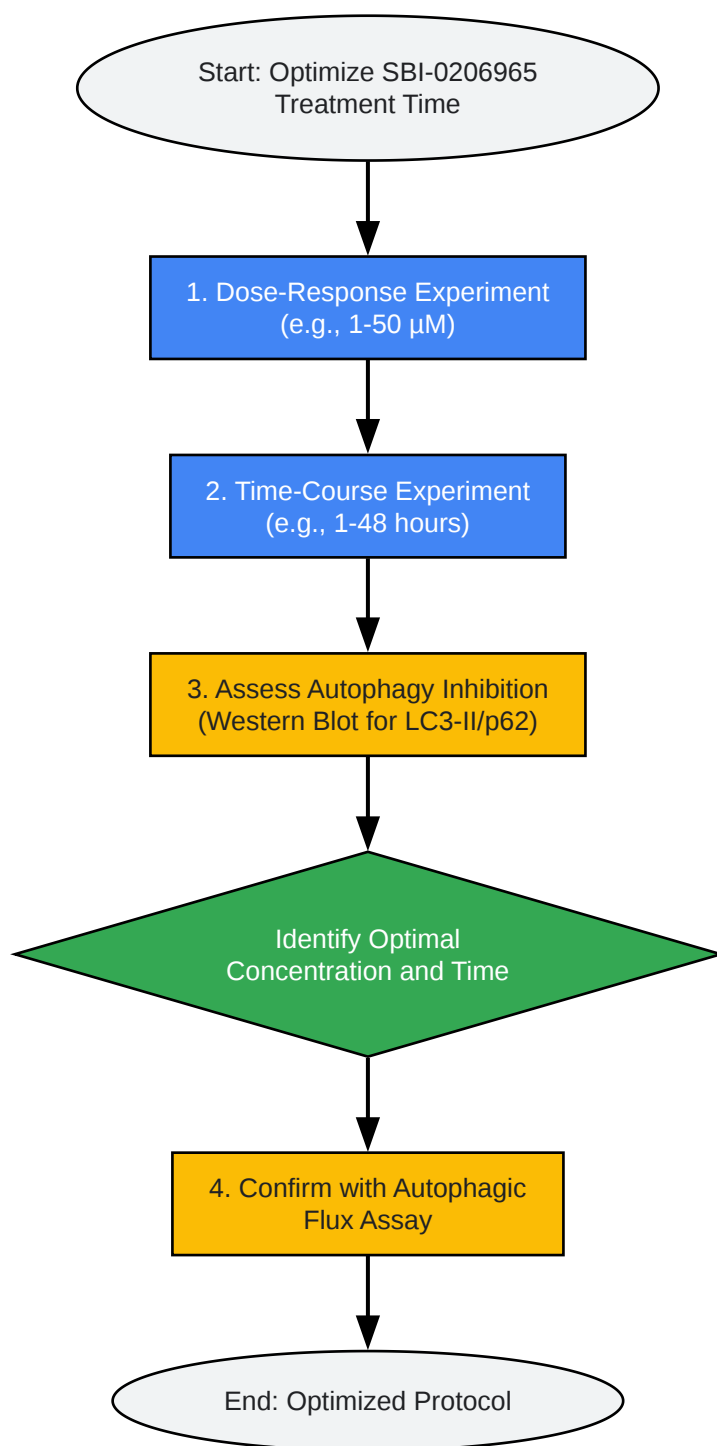 Start: Optimize SBI-0206965
Treatment Time
1. Dose-Response Experiment
(e.g., 1-50 µM)
2. Time-Course Experiment
(e.g., 1-48 hours)
3. Assess Autophagy Inhibition
(Western Blot for LC3-II/p62)
Identify Optimal
Concentration and Time
4. Confirm with Autophagic
Flux Assay
End: Optimized Protocol